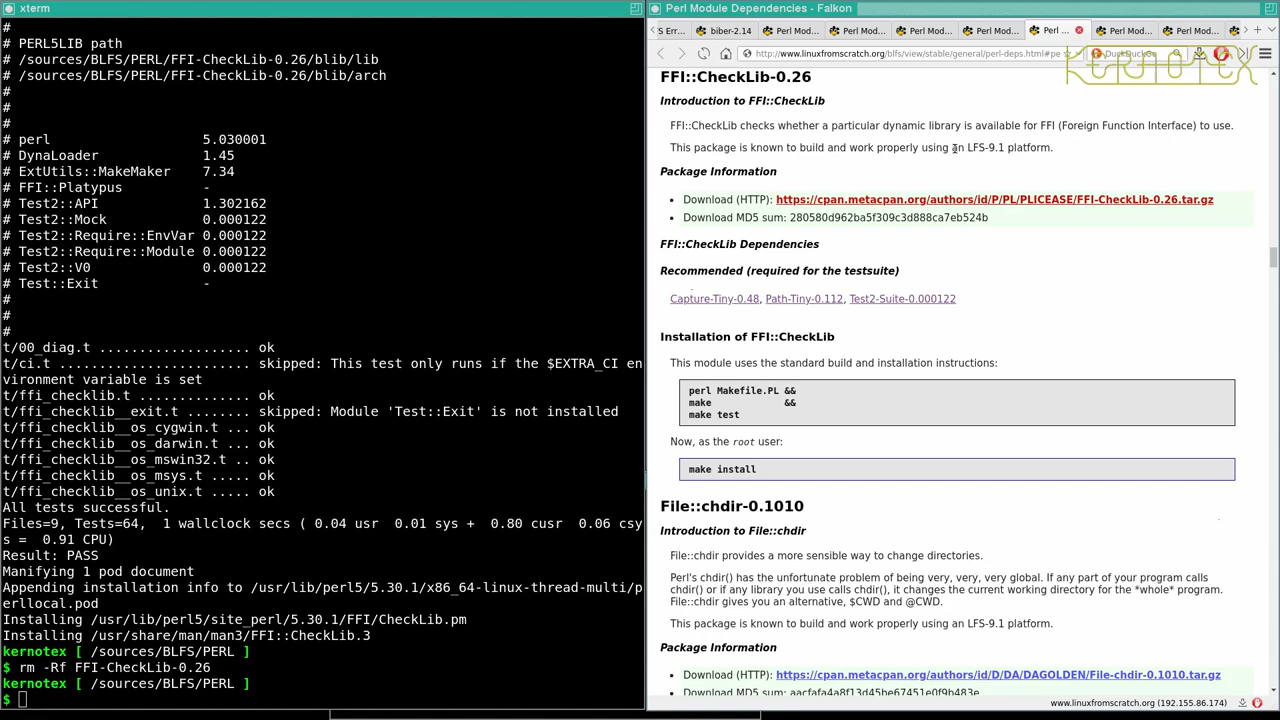 xterm
#
# PERL5LIB path
# /sources/BLFS/PERL/FFI-CheckLib-0.26/blib/lib
# /sources/BLFS/PERL/FFI-CheckLib-0.26/blib/arch
#
#
#
# perl 5.030001
# DynaLoader 1.45
# ExtUtils::MakeMaker 7.34
# FFI::Platypus -
# Test2::API 1.302162
# Test2::Mock 0.000122
# Test2::Require::EnvVar 0.000122
# Test2::Require::Module 0.000122
# Test2::V0 0.000122
# Test::Exit -
#
#
#
t/00_diag.t ................... ok
t/ci.t ........................ skipped: This test only runs if the $EXTRA_CI en
vironment variable is set
t/ffi_checklib.t .............. ok
t/ffi_checklib__exit.t ........ skipped: Module 'Test::Exit' is not installed
t/ffi_checklib__os_cygwin.t ... ok
t/ffi_checklib__os_darwin.t ... ok
t/ffi_checklib__os_mswin32.t .. ok
t/ffi_checklib__os_msys.t ..... ok
t/ffi_checklib__os_unix.t ..... ok
All tests successful.
Files=9, Tests=64,  1 wallclock secs ( 0.04 usr  0.01 sys +  0.80 cusr  0.06 csy
s =  0.91 CPU)
Result: PASS
Manifying 1 pod document
Appending installation info to /usr/lib/perl5/5.30.1/x86_64-linux-thread-multi/p
erllocal.pod
Installing /usr/lib/perl5/site_perl/5.30.1/FFI/CheckLib.pm
Installing /usr/share/man/man3/FFI::CheckLib.3
kernotex [ /sources/BLFS/PERL ]
$ rm -Rf FFI-CheckLib-0.26
kernotex [ /sources/BLFS/PERL ]
$
Perl Module Dependencies - Falkon
S Err... biber-2.14 Perl Mod... Perl Mod... Perl Mod... Perl Mod... Perl ... Perl Mod... Perl Mod...
http://www.linuxfromscratch.org/blfs/view/stable/general/perl-deps.html#pe DuckDuckGo
KERNOTEX
FFI::CheckLib-0.26
Introduction to FFI::CheckLib
FFI::CheckLib checks whether a particular dynamic library is available for FFI (Foreign Function Interface) to use.
This package is known to build and work properly using an LFS-9.1 platform.
Package Information
• Download (HTTP): https://cpan.metacpan.org/authors/id/P/PL/PLICEASE/FFI-CheckLib-0.26.tar.gz
• Download MD5 sum: 280580d962ba5f309c3d888ca7eb524b
FFI::CheckLib Dependencies
Recommended (required for the testsuite)
Capture-Tiny-0.48, Path-Tiny-0.112, Test2-Suite-0.000122
Installation of FFI::CheckLib
This module uses the standard build and installation instructions:
perl Makefile.PL &&
make &&
make test
Now, as the root user:
make install
File::chdir-0.1010
Introduction to File::chdir
File::chdir provides a more sensible way to change directories.
Perl's chdir() has the unfortunate problem of being very, very, very global. If any part of your program calls
chdir() or if any library you use calls chdir(), it changes the current working directory for the *whole* program.
File::chdir gives you an alternative, $CWD and @CWD.
This package is known to build and work properly using an LFS-9.1 platform.
Package Information
• Download (HTTP): https://cpan.metacpan.org/authors/id/D/DA/DAGOLDEN/File-chdir-0.1010.tar.gz
• Download MD5 sum: aacfafa4a8f13d45be67451e0f9b483e
www.linuxfromscratch.org (192.155.86.174)